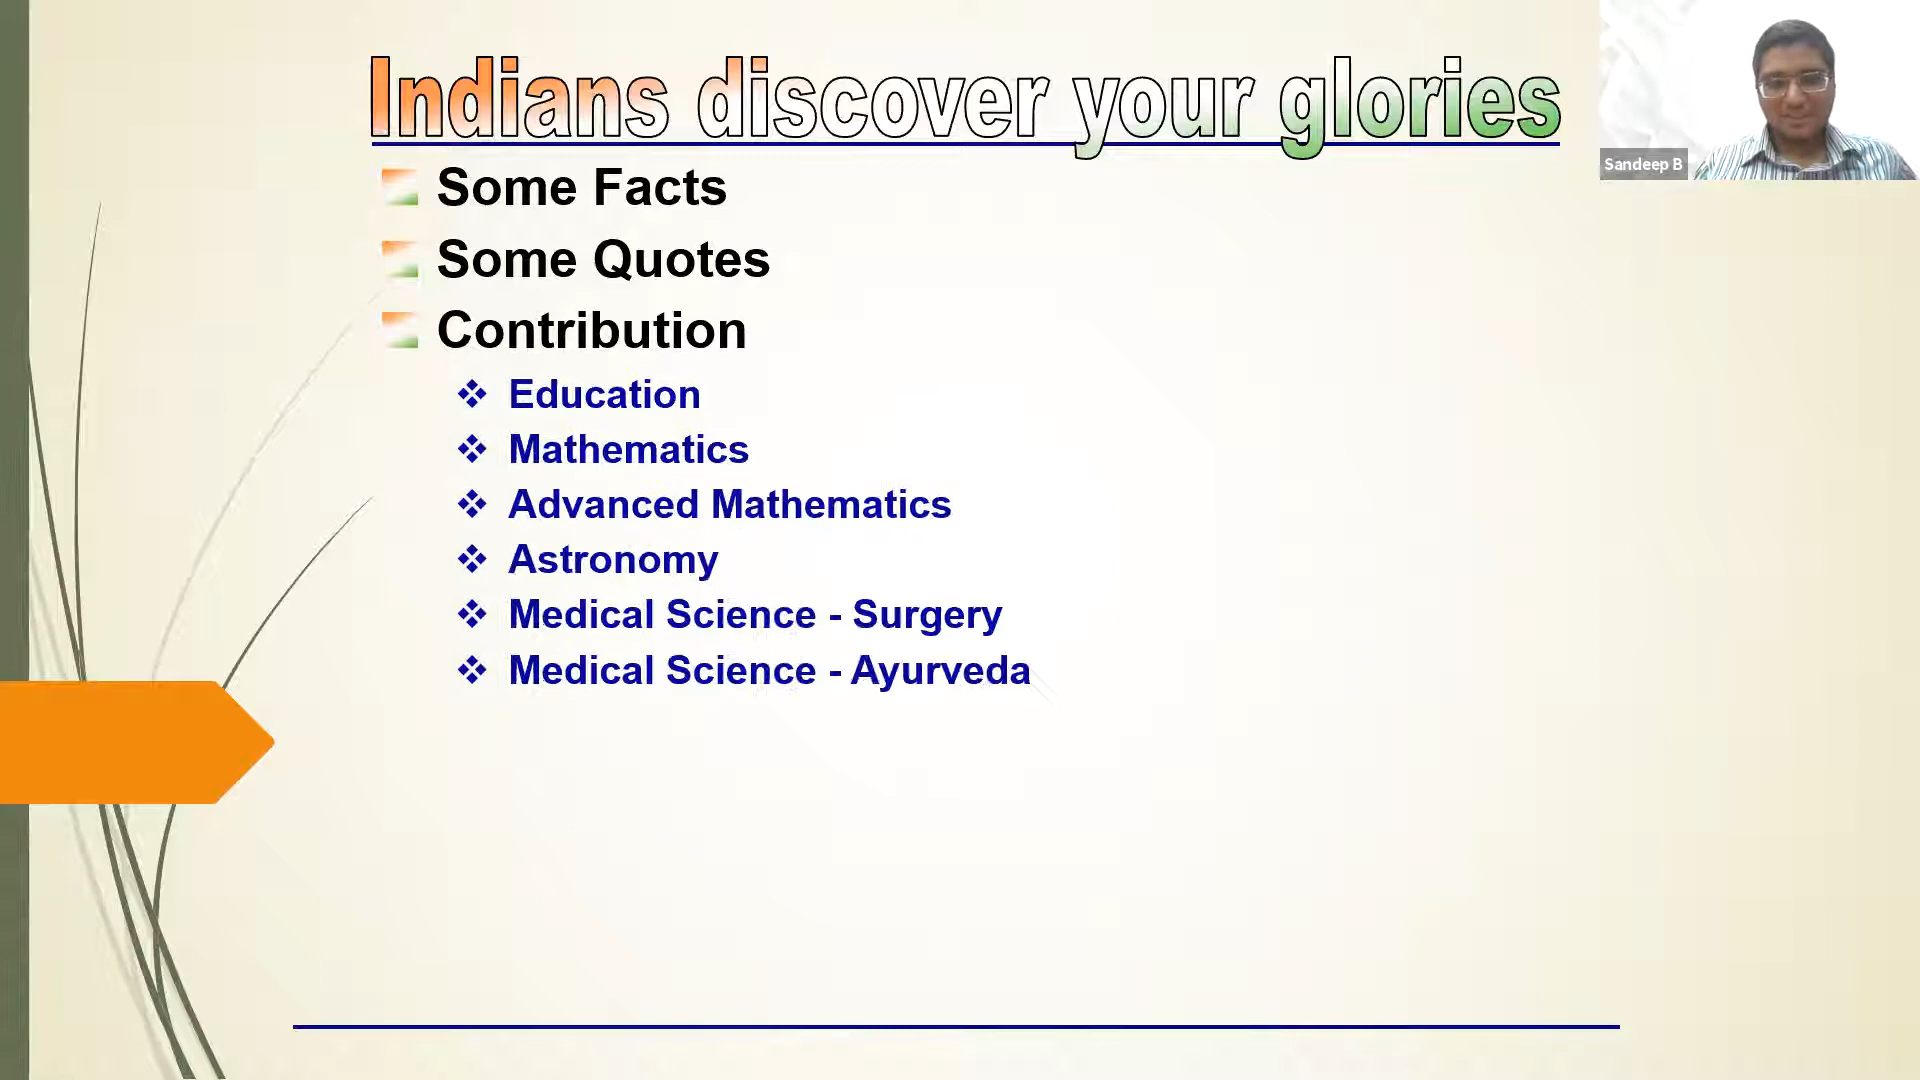 Indians discover your glories
Sandeep B
Some Facts
Some Quotes
Contribution
Education
Mathematics
Advanced Mathematics
Astronomy
Medical Science - Surgery
Medical Science - Ayurveda